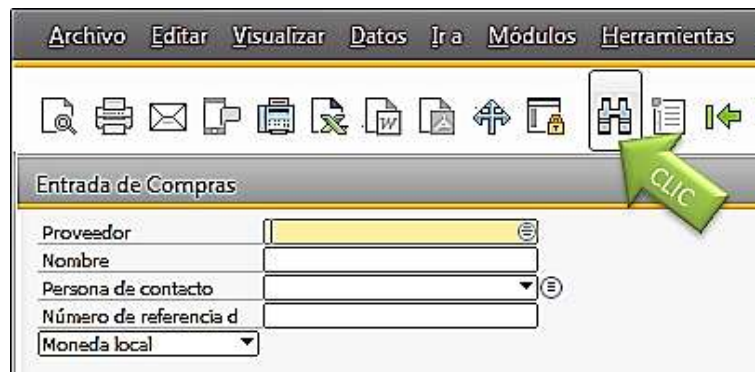 Archivo Editar Visualizar Datos Ir a Módulos Herramientas
W
CLIC
Entrada de Compras
Proveedor
Nombre
Persona de contacto
Número de referencia d
Moneda local